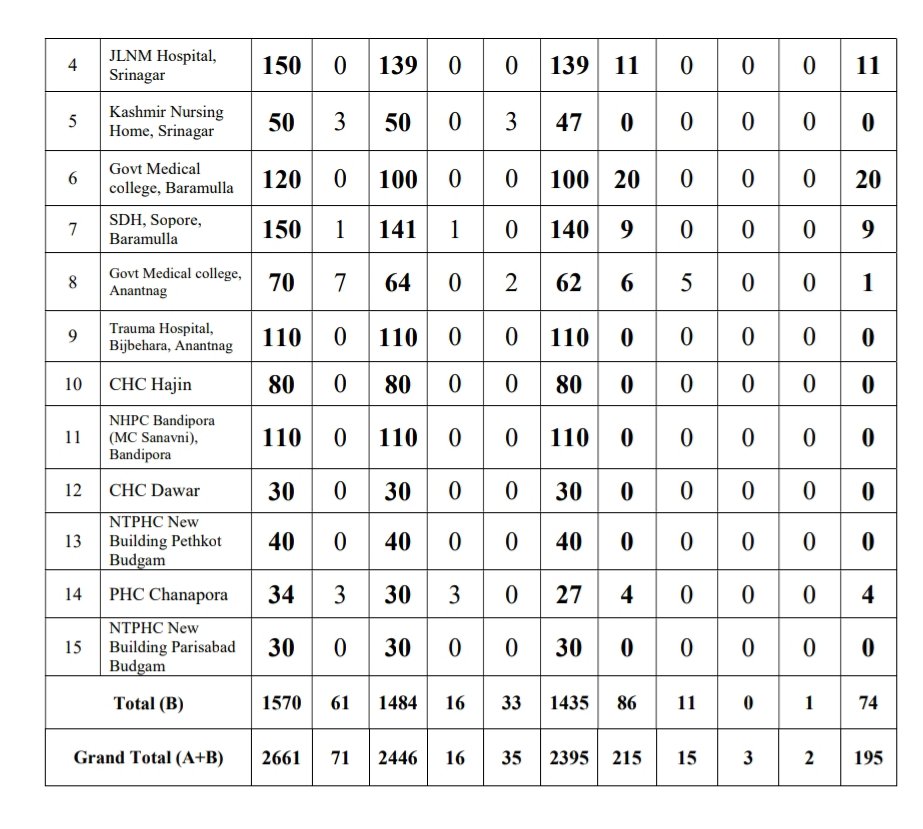 4 JLNM Hospital, Srinagar 150 0 139 0 0 139 11 0 0 0 11
5 Kashmir Nursing Home, Srinagar 50 3 50 0 3 47 0 0 0 0 0
6 Govt Medical college, Baramulla 120 0 100 0 0 100 20 0 0 0 20
7 SDH, Sopore, Baramulla 150 1 141 1 0 140 9 0 0 0 9
8 Govt Medical college, Anantnag 70 7 64 0 2 62 6 5 0 0 1
9 Trauma Hospital, Bijbehara, Anantnag 110 0 110 0 0 110 0 0 0 0 0
10 CHC Hajin 80 0 80 0 0 80 0 0 0 0 0
11 NHPC Bandipora (MC Sanavni), Bandipora 110 0 110 0 0 110 0 0 0 0 0
12 CHC Dawar 30 0 30 0 0 30 0 0 0 0 0
13 NTPHC New Building Pethkot Budgam 40 0 40 0 0 40 0 0 0 0 0
14 PHC Chanapora 34 3 30 3 0 27 4 0 0 0 4
15 NTPHC New Building Parisabad Budgam 30 0 30 0 0 30 0 0 0 0 0
Total (B) 1570 61 1484 16 33 1435 86 11 0 1 74
Grand Total (A+B) 2661 71 2446 16 35 2395 215 15 3 2 195